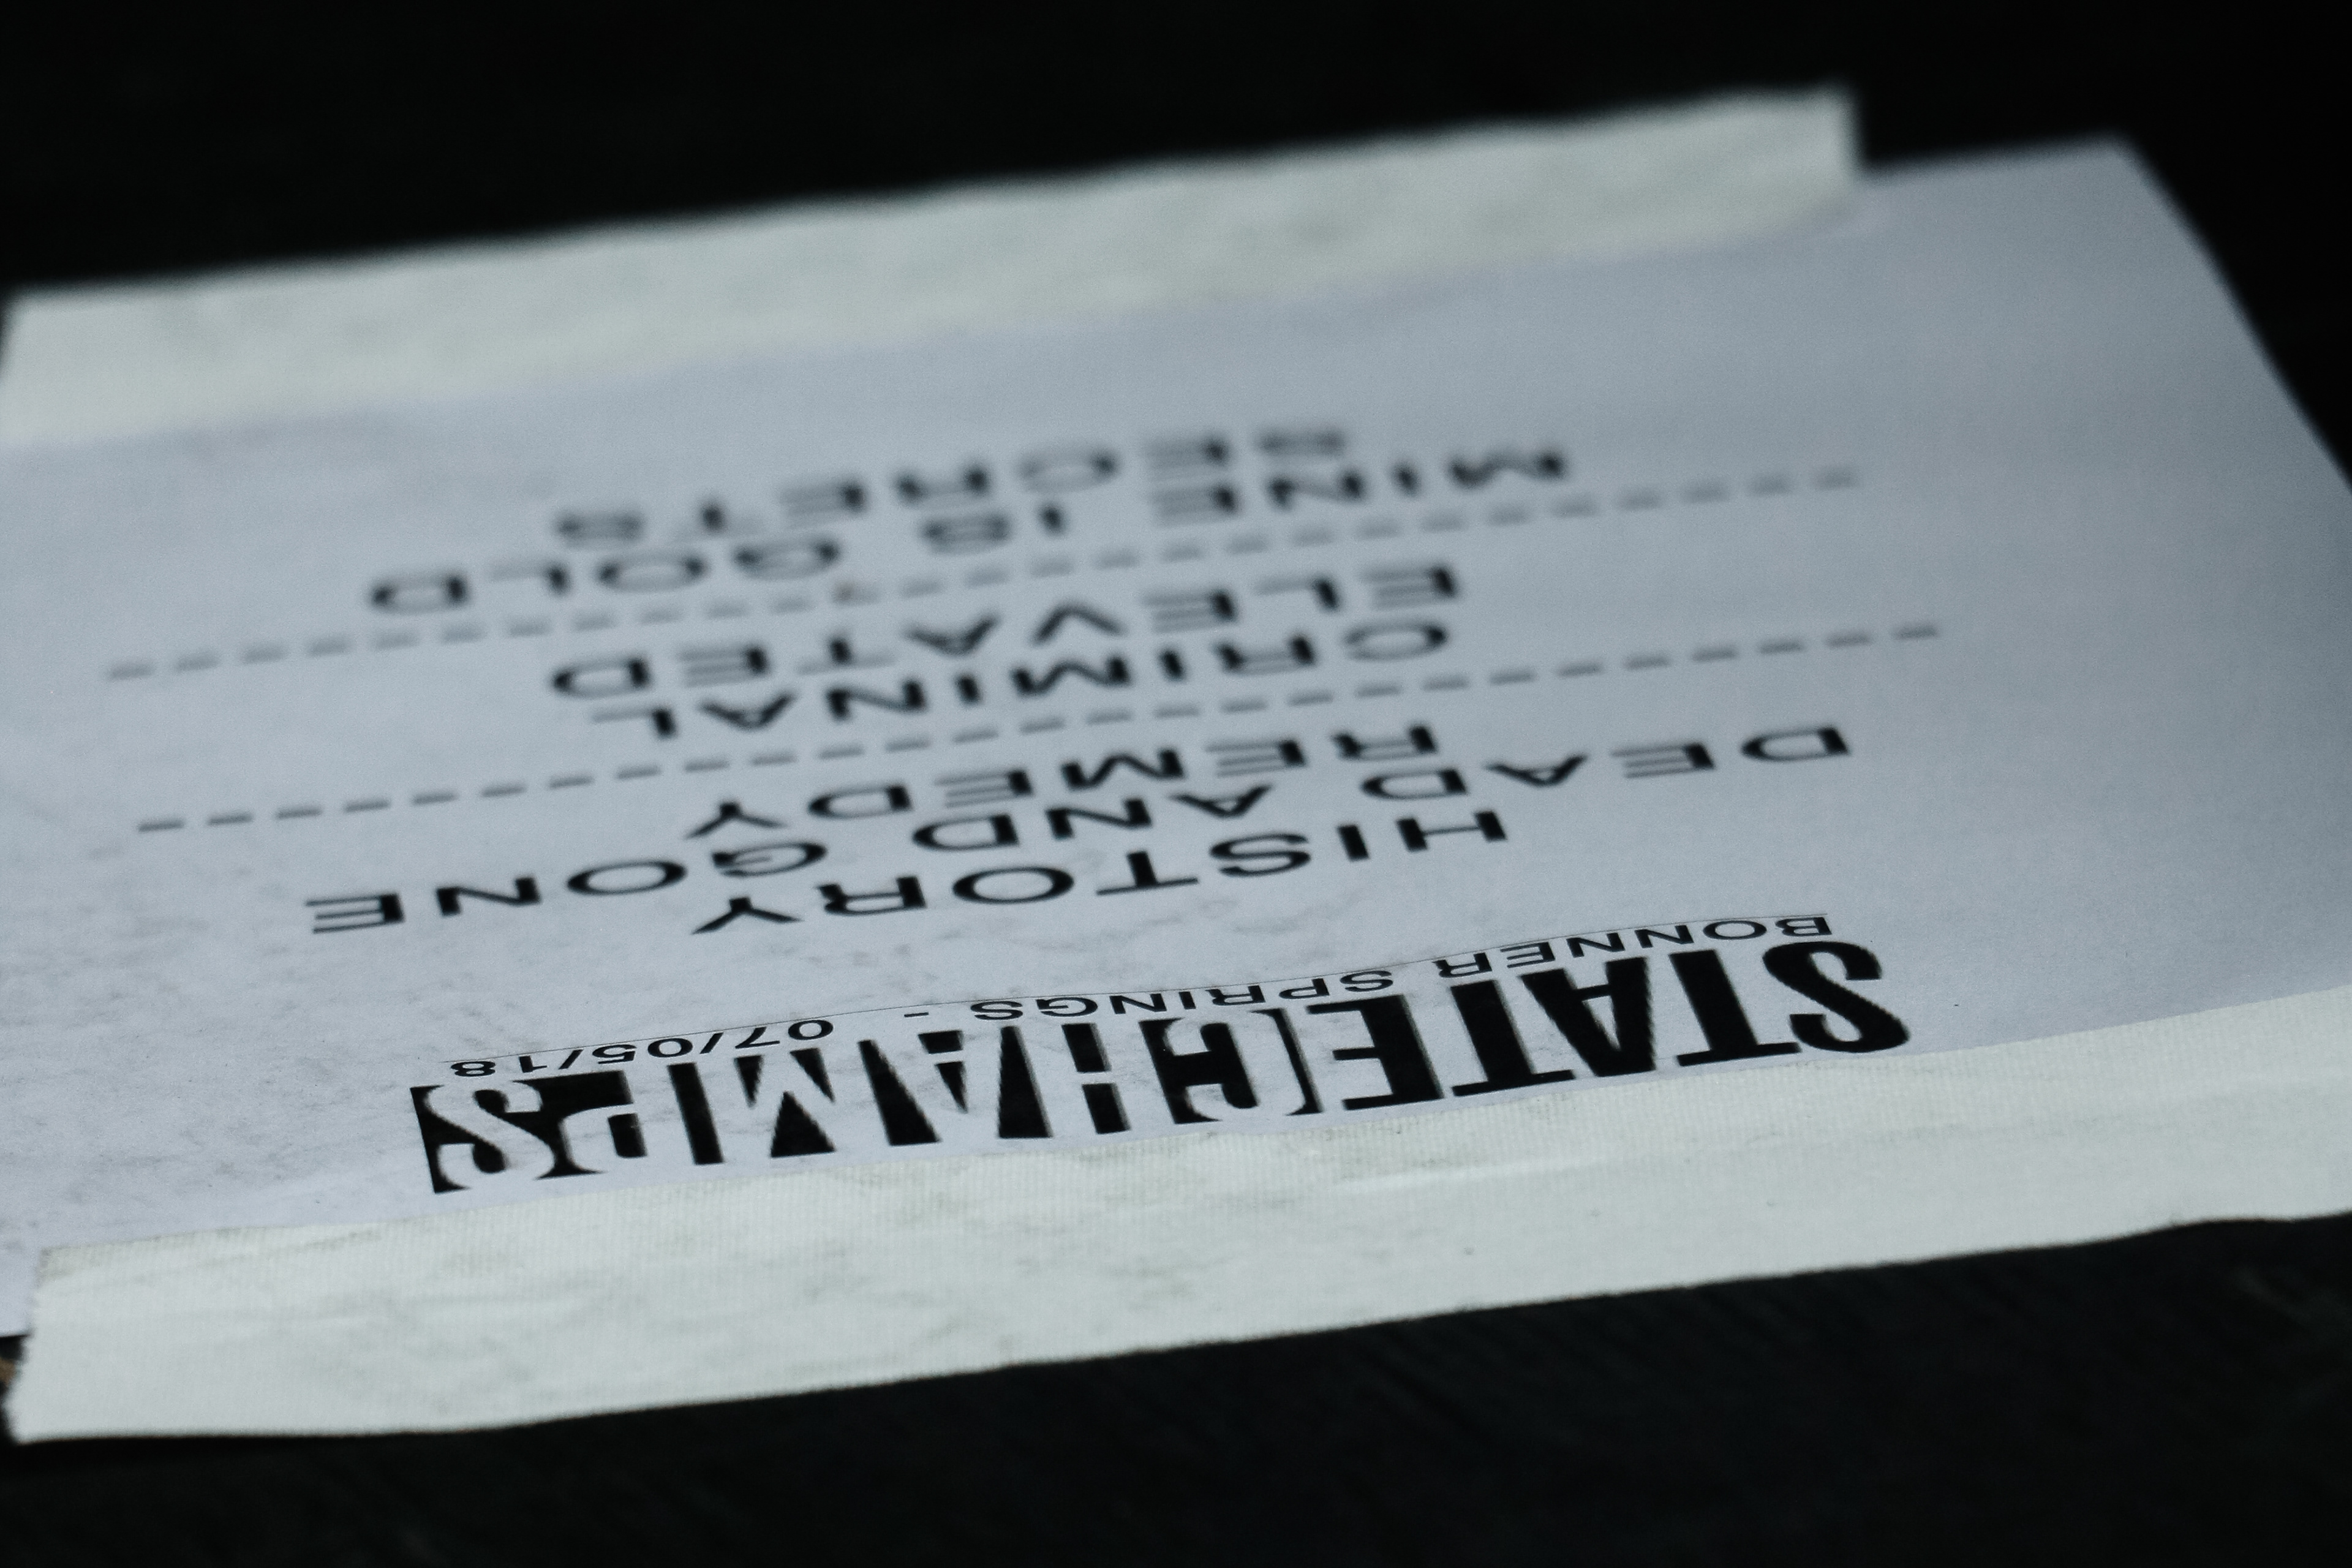 STATE CHAMPS
BONNER SPRINGS - 07/05/18
HISTORY
DEAD AND GONE
REMEDY
CRIMINAL
ELEVATED
MINE IS GOLD
SECRETS